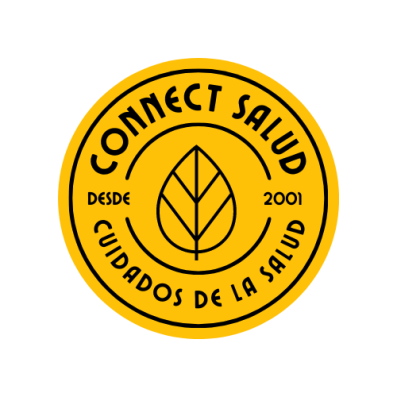 CONNECT SALUD
DESDE
2001
CUIDADOS DE LA SALUD